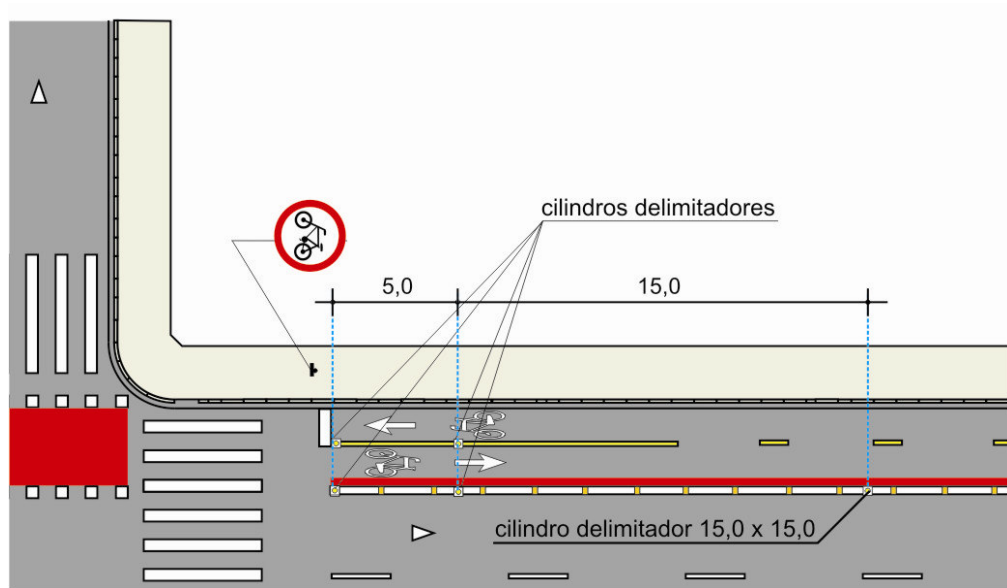 cilindros delimitadores
5,0
15,0
cilindro delimitador 15,0 x 15,0